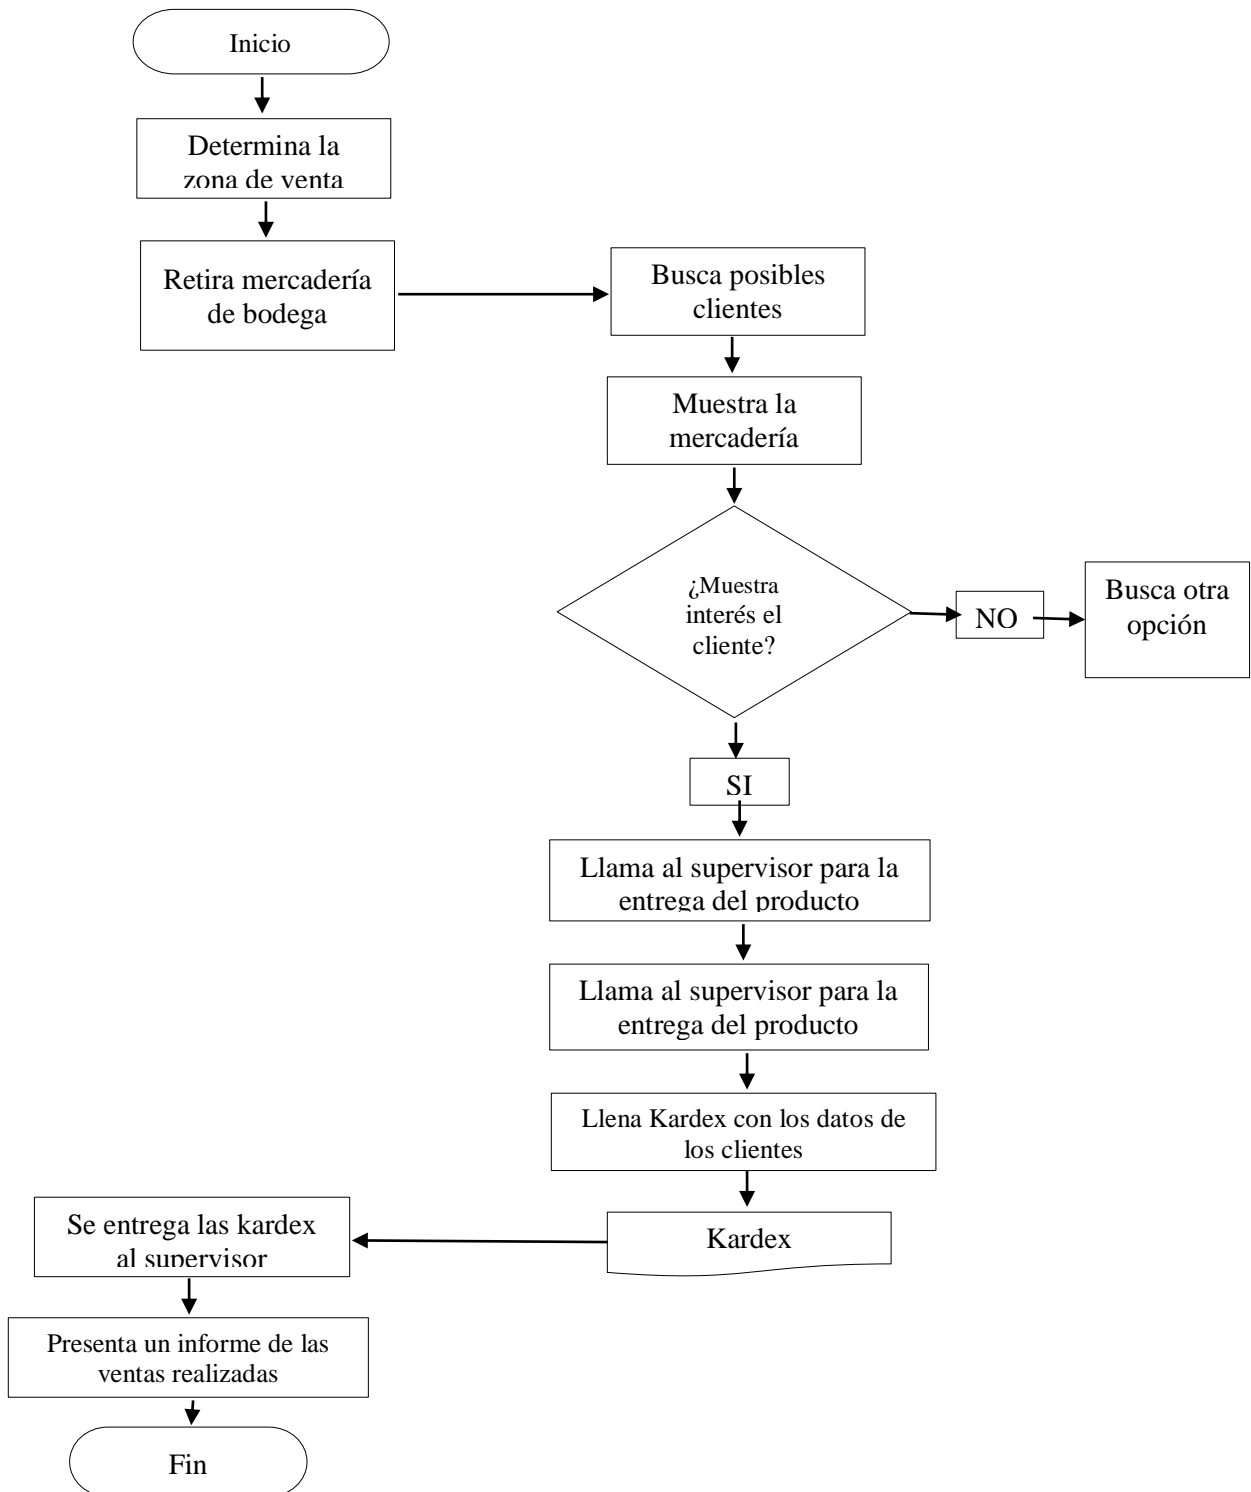 Inicio
Determina la
zona de venta
Retira mercadería
de bodega
Busca posibles
clientes
Muestra la
mercadería
¿Muestra
interés el
cliente?
NO
Busca otra
opción
SI
Llama al supervisor para la
entrega del producto
Llama al supervisor para la
entrega del producto
Llena Kardex con los datos de
los clientes
Kardex
Se entrega las kardex
al supervisor
Presenta un informe de las
ventas realizadas
Fin